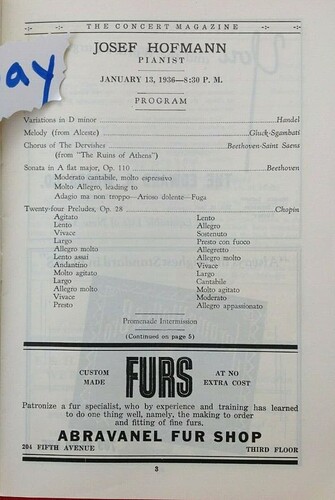 ay
THE CONCERT MAGAZINE
JOSEF HOFMANN
PIANIST
JANUARY 13, 1936—8:30 P. M.
PROGRAM
Variations in D minor Handel
Melody (from Alceste) Gluck-Sgambati
Chorus of The Dervishes Beethoven-Saint Saens
(from "The Ruins of Athens")
Sonata in A flat major, Op. 110 Beethoven
Moderato cantabile, molto espressivo
Molto Allegro, leading to
Adagio ma non troppo—Arioso dolente—Fuga
Twenty-four Preludes, Op. 28 Chopin
Agitato Lento
Lento Allegro
Vivace Sostenuto
Largo Presto con fuoco
Allegro molto Allegretto
Lento assai Allegro molto
Andantino Vivace
Molto agitato Largo
Largo Cantabile
Allegro molto Molto agitato
Vivace Moderato
Presto Allegro appassionato
Promenade Intermission
(Continued on page 5)
CUSTOM MADE FURS AT NO EXTRA COST
Patronize a fur specialist, who by experience and training has learned
to do one thing well, namely, the making to order
and fitting of fine furs.
ABRAVANEL FUR SHOP
204 FIFTH AVENUE THIRD FLOOR
3